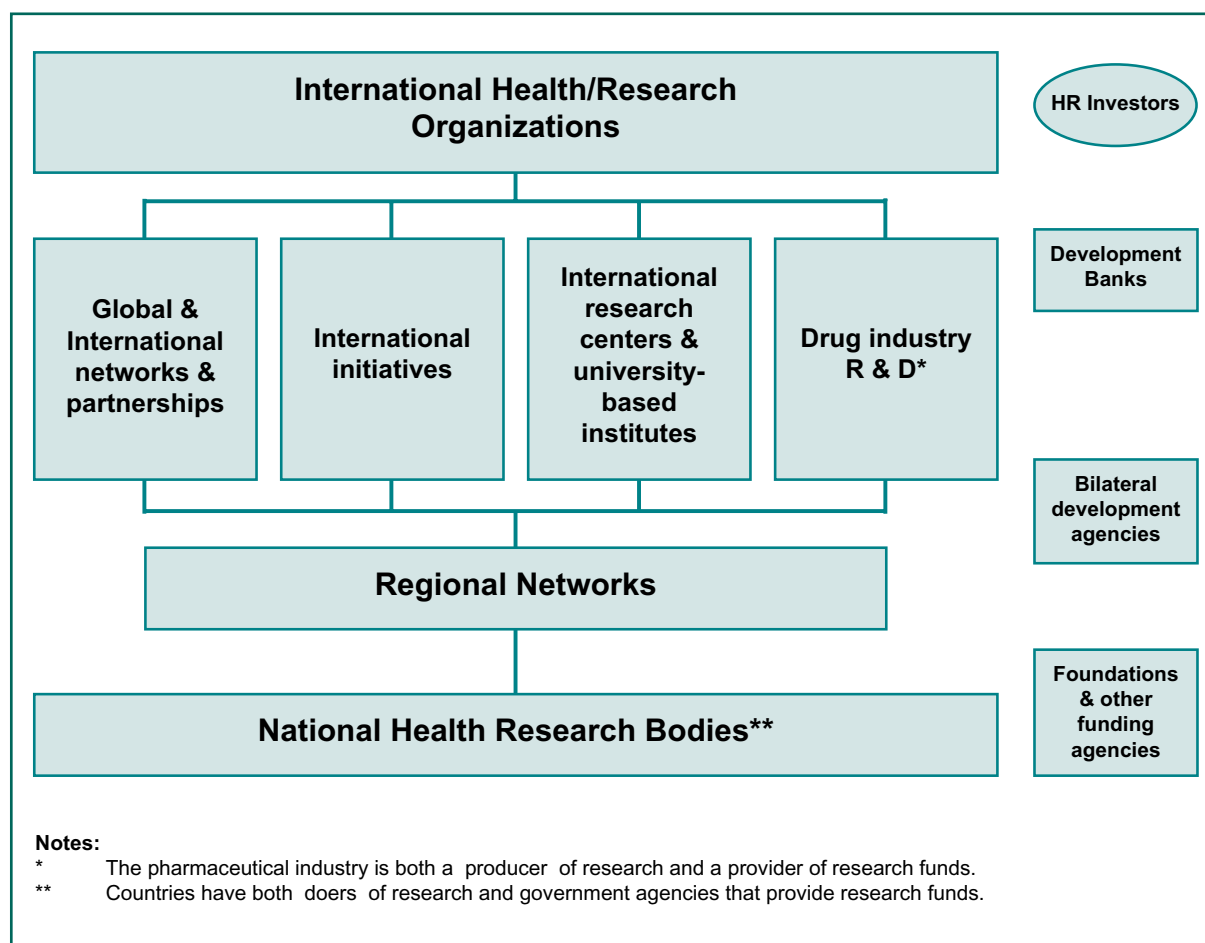 International Health/Research
Organizations
HR Investors
Global &
International
networks &
partnerships
International
initiatives
International
research
centers &
university-
based
institutes
Drug industry
R & D*
Development
Banks
Bilateral
development
agencies
Regional Networks
Foundations
& other
funding
agencies
National Health Research Bodies**
Notes:
* The pharmaceutical industry is both a producer of research and a provider of research funds.
** Countries have both doers of research and government agencies that provide research funds.